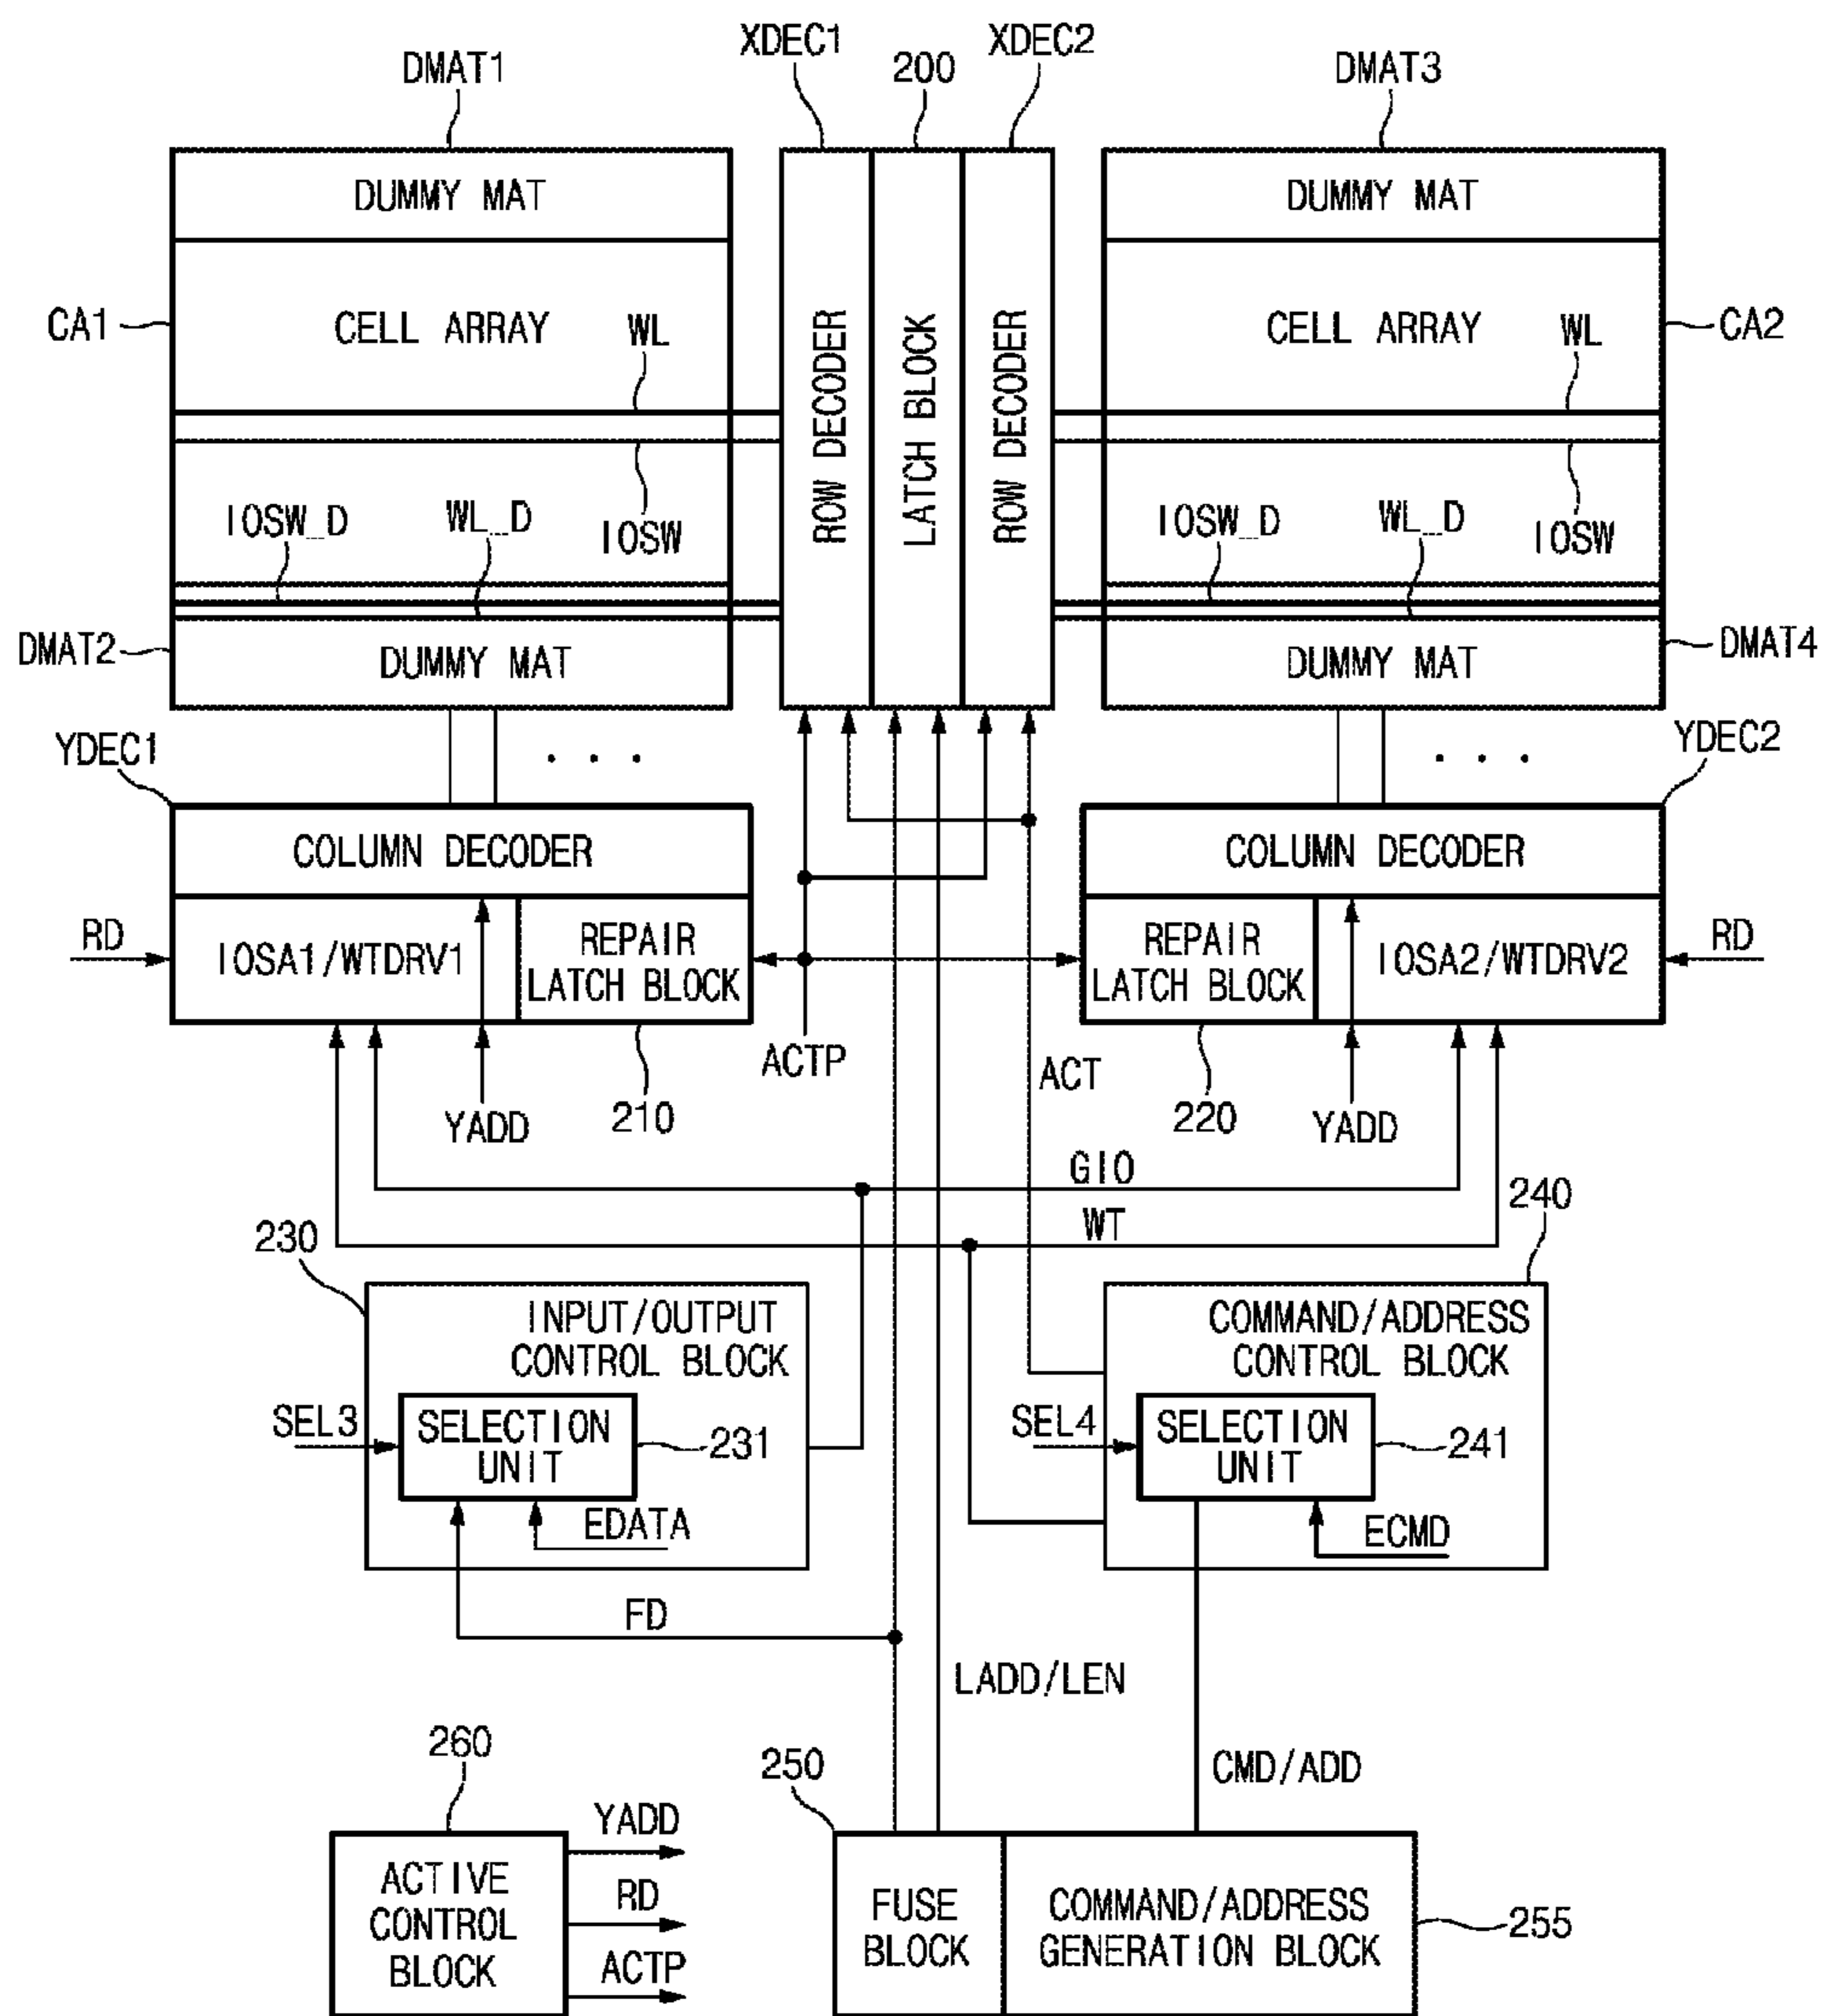 XDEC1
XDEC2
DMAT1
200
DMAT3
DUMMY MAT
DUMMY MAT
CA1
CELL ARRAY
WL
ROW DECODER
LATCH BLOCK
ROW DECODER
CELL ARRAY
WL
CA2
IOSW_D
WL_D
IOSW
IOSW_D
WL_D
IOSW
DMAT2
DUMMY MAT
DUMMY MAT
DMAT4
YDEC1
. . .
. . .
YDEC2
COLUMN DECODER
COLUMN DECODER
RD
IOSA1/WTDRV1
REPAIR
LATCH BLOCK
REPAIR
LATCH BLOCK
IOSA2/WTDRV2
RD
ACTP
ACT
YADD
210
220
YADD
GIO
240
WT
230
INPUT/OUTPUT
CONTROL BLOCK
COMMAND/ADDRESS
CONTROL BLOCK
SEL3
SELECTION
UNIT
231
SEL4
SELECTION
UNIT
241
EDATA
ECMD
FD
LADD/LEN
260
250
CMD/ADD
YADD
ACTIVE
CONTROL
BLOCK
RD
ACTP
FUSE
BLOCK
COMMAND/ADDRESS
GENERATION BLOCK
255